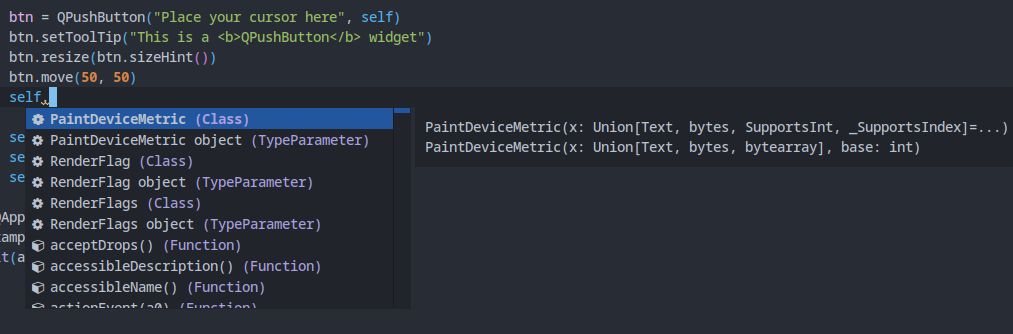 btn = QPushButton("Place your cursor here", self)
btn.setToolTip("This is a <b>QPushButton</b> widget")
btn.resize(btn.sizeHint())
btn.move(50, 50)
self.
PaintDeviceMetric (Class)
PaintDeviceMetric object (TypeParameter)
RenderFlag (Class)
RenderFlag object (TypeParameter)
RenderFlags (Class)
RenderFlags object (TypeParameter)
acceptDrops() (Function)
accessibleDescription() (Function)
accessibleName() (Function)
actionEvent(a0) (Function)
PaintDeviceMetric(x: Union[Text, bytes, SupportsInt, _SupportsIndex]=...)
PaintDeviceMetric(x: Union[Text, bytes, bytearray], base: int)
se
se
se
QApp
xamp
t(a